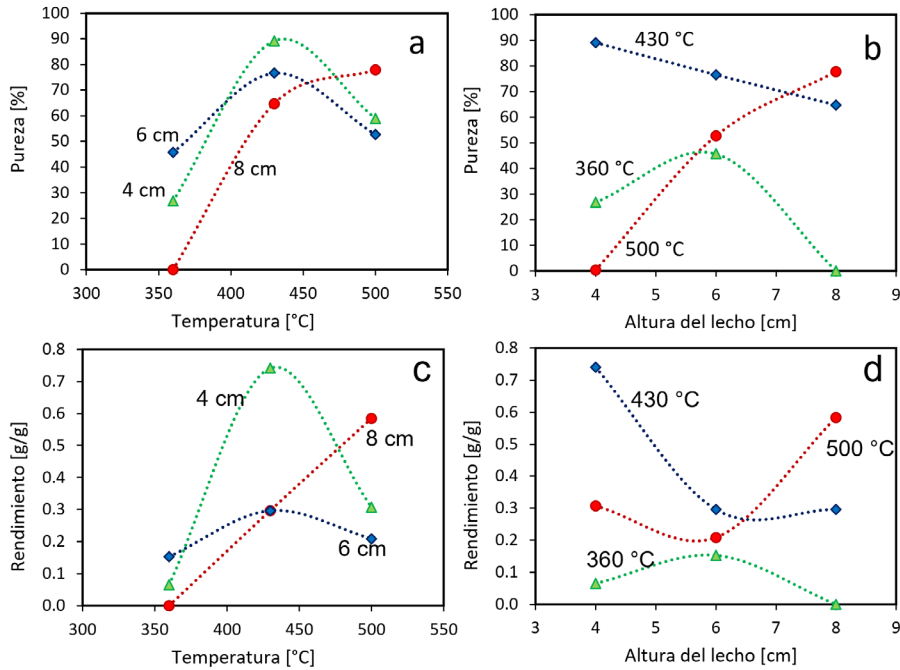 a
100
90
80
70
60
50
40
30
20
10
0
Pureza [%]
6 cm
4 cm
8 cm
300
350
400
450
500
550
Temperatura [°C]
b
100
90
80
70
60
50
40
30
20
10
0
Pureza [%]
430 °C
360 °C
500 °C
3
4
5
6
7
8
9
Altura del lecho [cm]
c
0.8
0.7
0.6
0.5
0.4
0.3
0.2
0.1
0.0
Rendimiento [g/g]
4 cm
8 cm
6 cm
300
350
400
450
500
550
Temperatura [°C]
d
0.8
0.7
0.6
0.5
0.4
0.3
0.2
0.1
0.0
Rendimiento [g/g]
430 °C
500 °C
360 °C
3
4
5
6
7
8
9
Altura del lecho [cm]